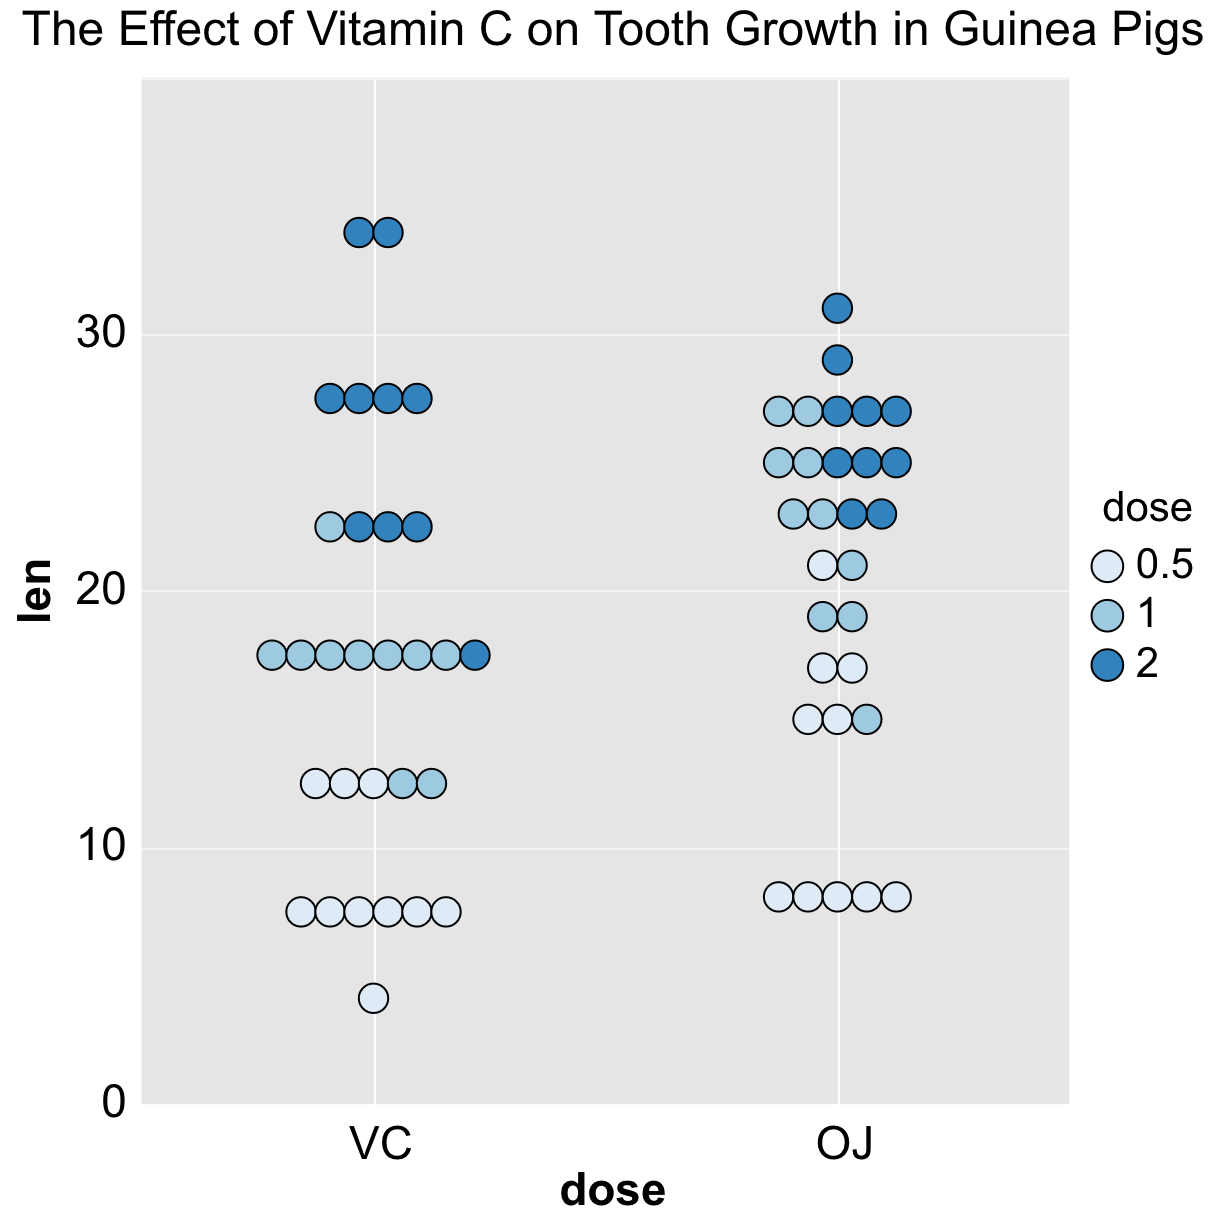 The Effect of Vitamin C on Tooth Growth in Guinea Pigs
30
20
10
0
len
VC
OJ
dose
dose
0.5
1
2